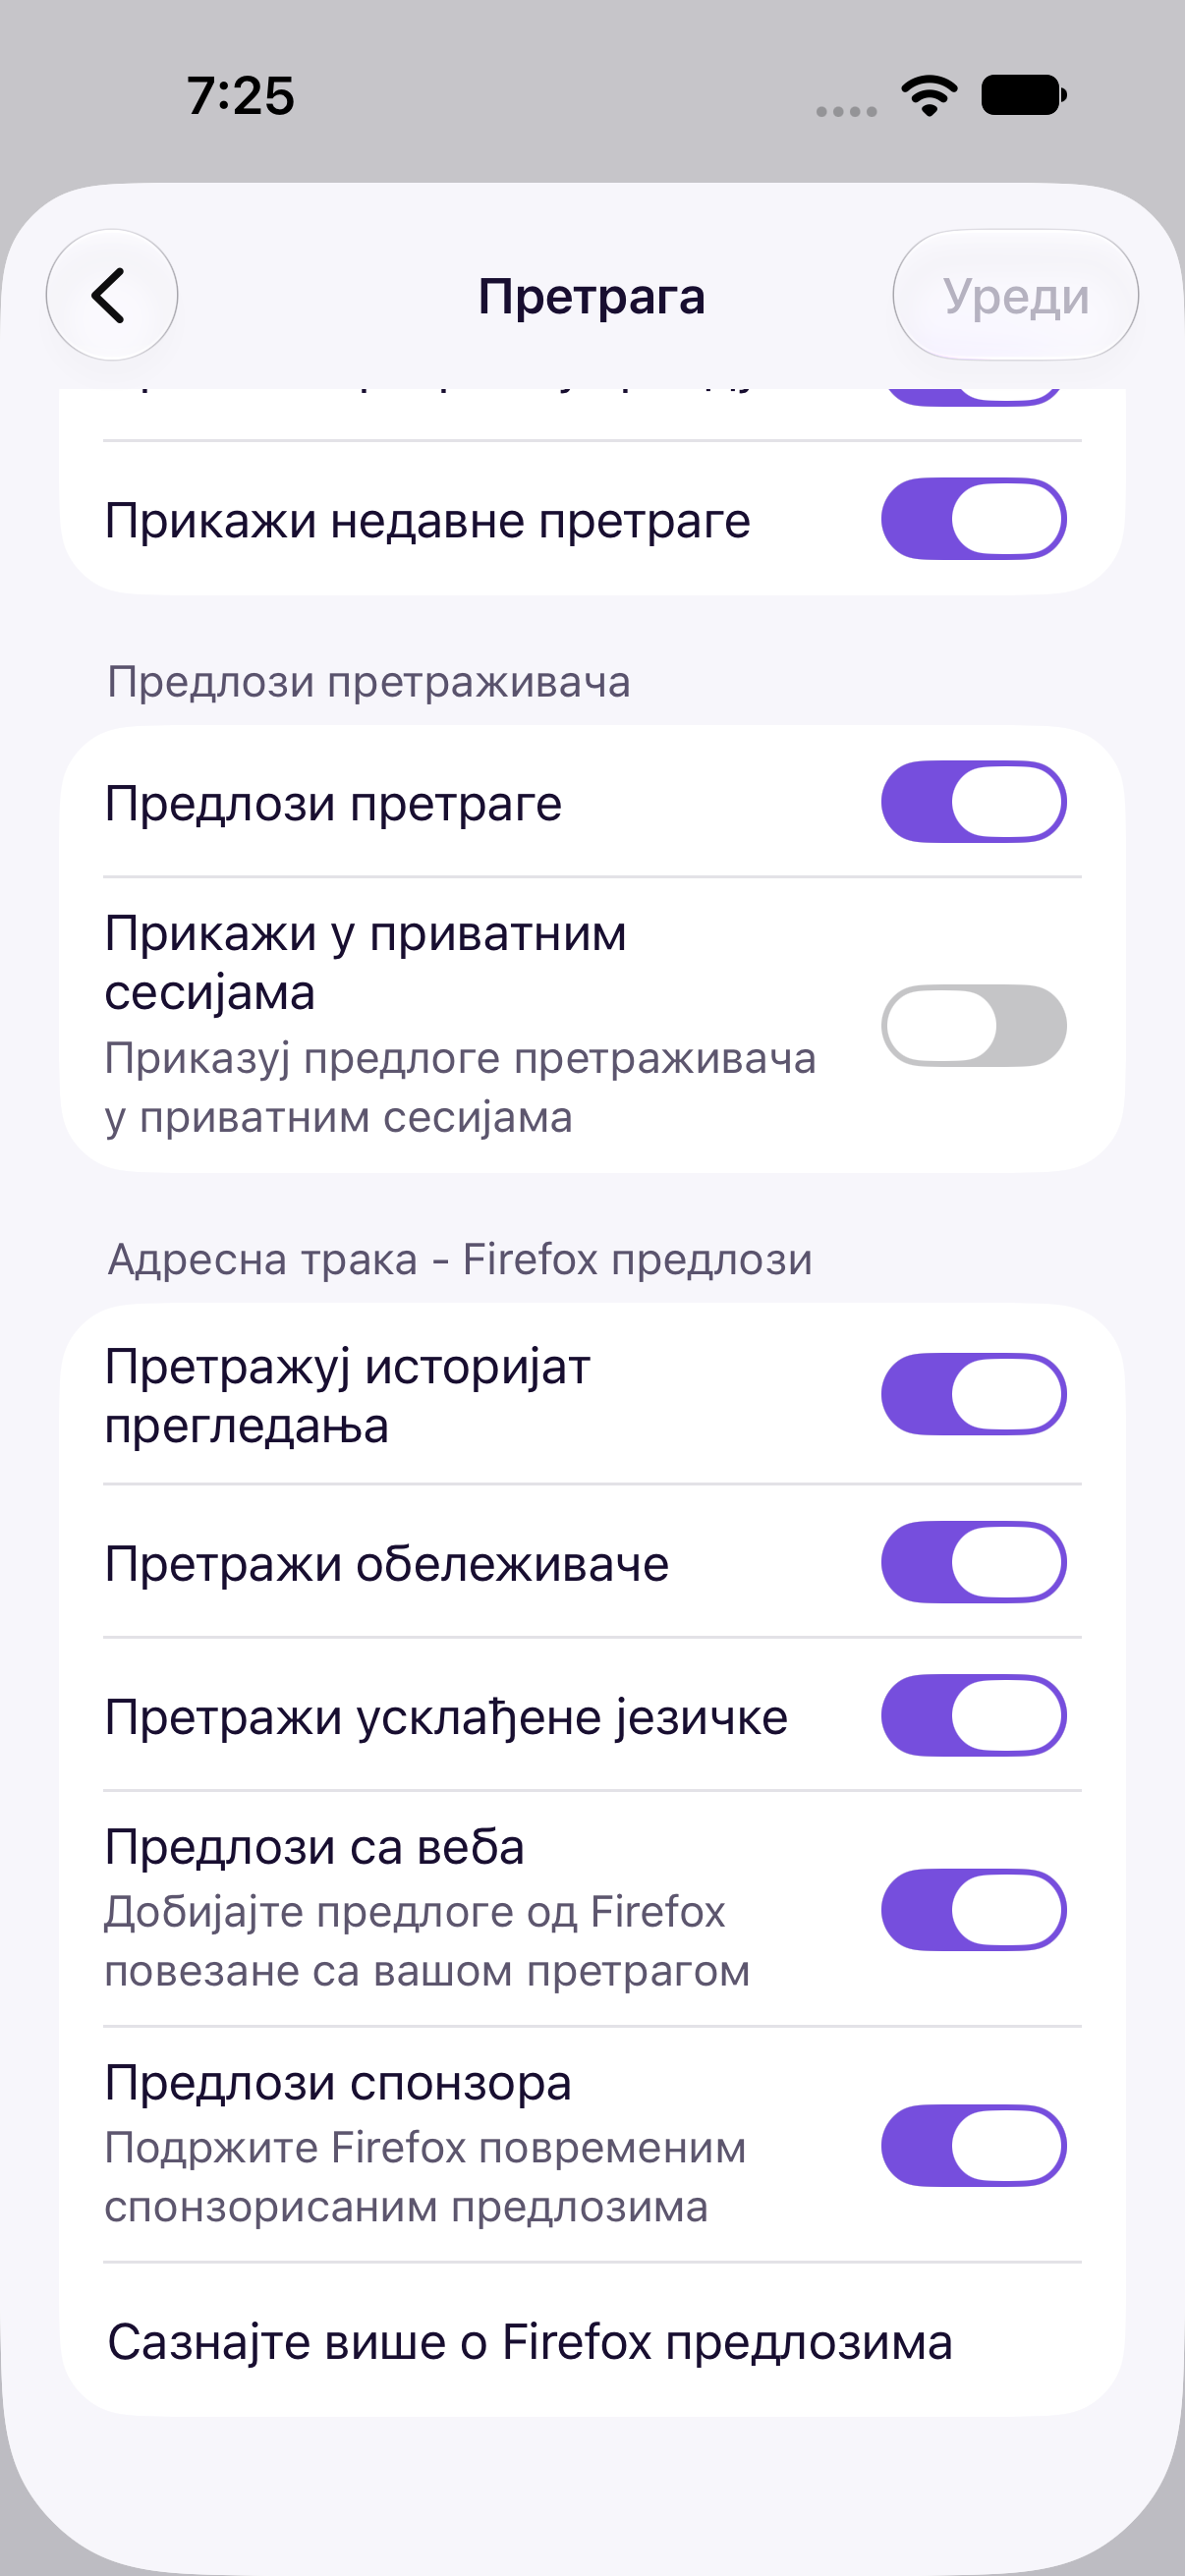 7:25
Претрага
Уреди
Прикажи недавне претраге
Предлози претраживача
Предлози претраге
Прикажи у приватним
сесијама
Приказуј предлоге претраживача
у приватним сесијама
Адресна трака - Firefox предлози
Претражуј историјат
прегледања
Претражи обележиваче
Претражи усклађене језичке
Предлози са веба
Добијајте предлоге од Firefox
повезане са вашом претрагом
Предлози спонзора
Подржите Firefox повременим
спонзорисаним предлозима
Сазнајте више о Firefox предлозима